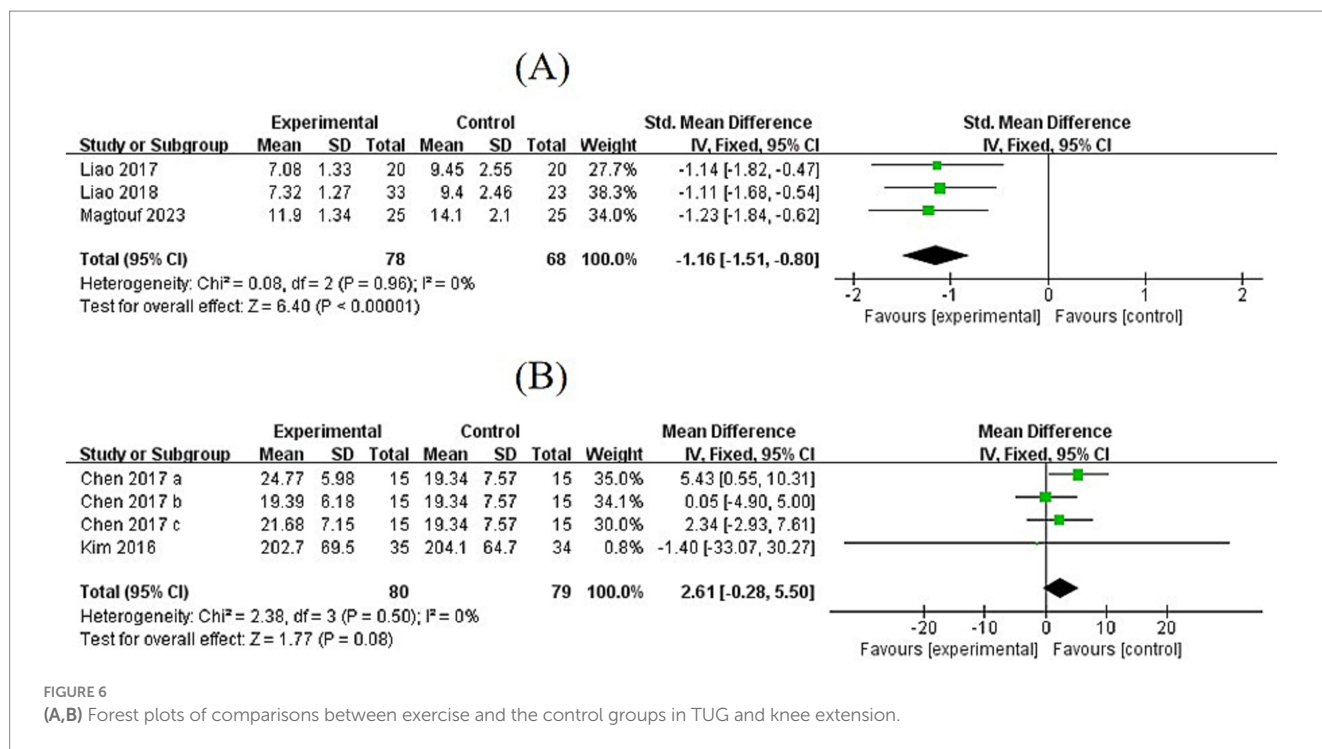 (A)
Experimental Control Std. Mean Difference Std. Mean Difference
Study or Subgroup Mean SD Total Mean SD Total Weight IV, Fixed, 95% CI IV, Fixed, 95% CI
Liao 2017 7.08 1.33 20 9.45 2.55 20 27.7% -1.14 [-1.82, -0.47]
Liao 2018 7.32 1.27 33 9.4 2.46 23 38.3% -1.11 [-1.68, -0.54]
Magtouf 2023 11.9 1.34 25 14.1 2.1 25 34.0% -1.23 [-1.84, -0.62]
Total (95% CI) 78 68 100.0% -1.16 [-1.51, -0.80]
Heterogeneity: Chi² = 0.08, df = 2 (P = 0.96); I² = 0%
Test for overall effect: Z = 6.40 (P < 0.00001)
-2 -1 0 1 2
Favours [experimental] Favours [control]
(B)
Experimental Control Mean Difference Mean Difference
Study or Subgroup Mean SD Total Mean SD Total Weight IV, Fixed, 95% CI IV, Fixed, 95% CI
Chen 2017 a 24.77 5.98 15 19.34 7.57 15 35.0% 5.43 [0.55, 10.31]
Chen 2017 b 19.39 6.18 15 19.34 7.57 15 34.1% 0.05 [-4.90, 5.00]
Chen 2017 c 21.68 7.15 15 19.34 7.57 15 30.0% 2.34 [-2.93, 7.61]
Kim 2016 202.7 69.5 35 204.1 64.7 34 0.8% -1.40 [-33.07, 30.27]
Total (95% CI) 80 79 100.0% 2.61 [-0.28, 5.50]
Heterogeneity: Chi² = 2.38, df = 3 (P = 0.50); I² = 0%
Test for overall effect: Z = 1.77 (P = 0.08)
-20 -10 0 10 20
Favours [experimental] Favours [control]
FIGURE 6
(A,B) Forest plots of comparisons between exercise and the control groups in TUG and knee extension.